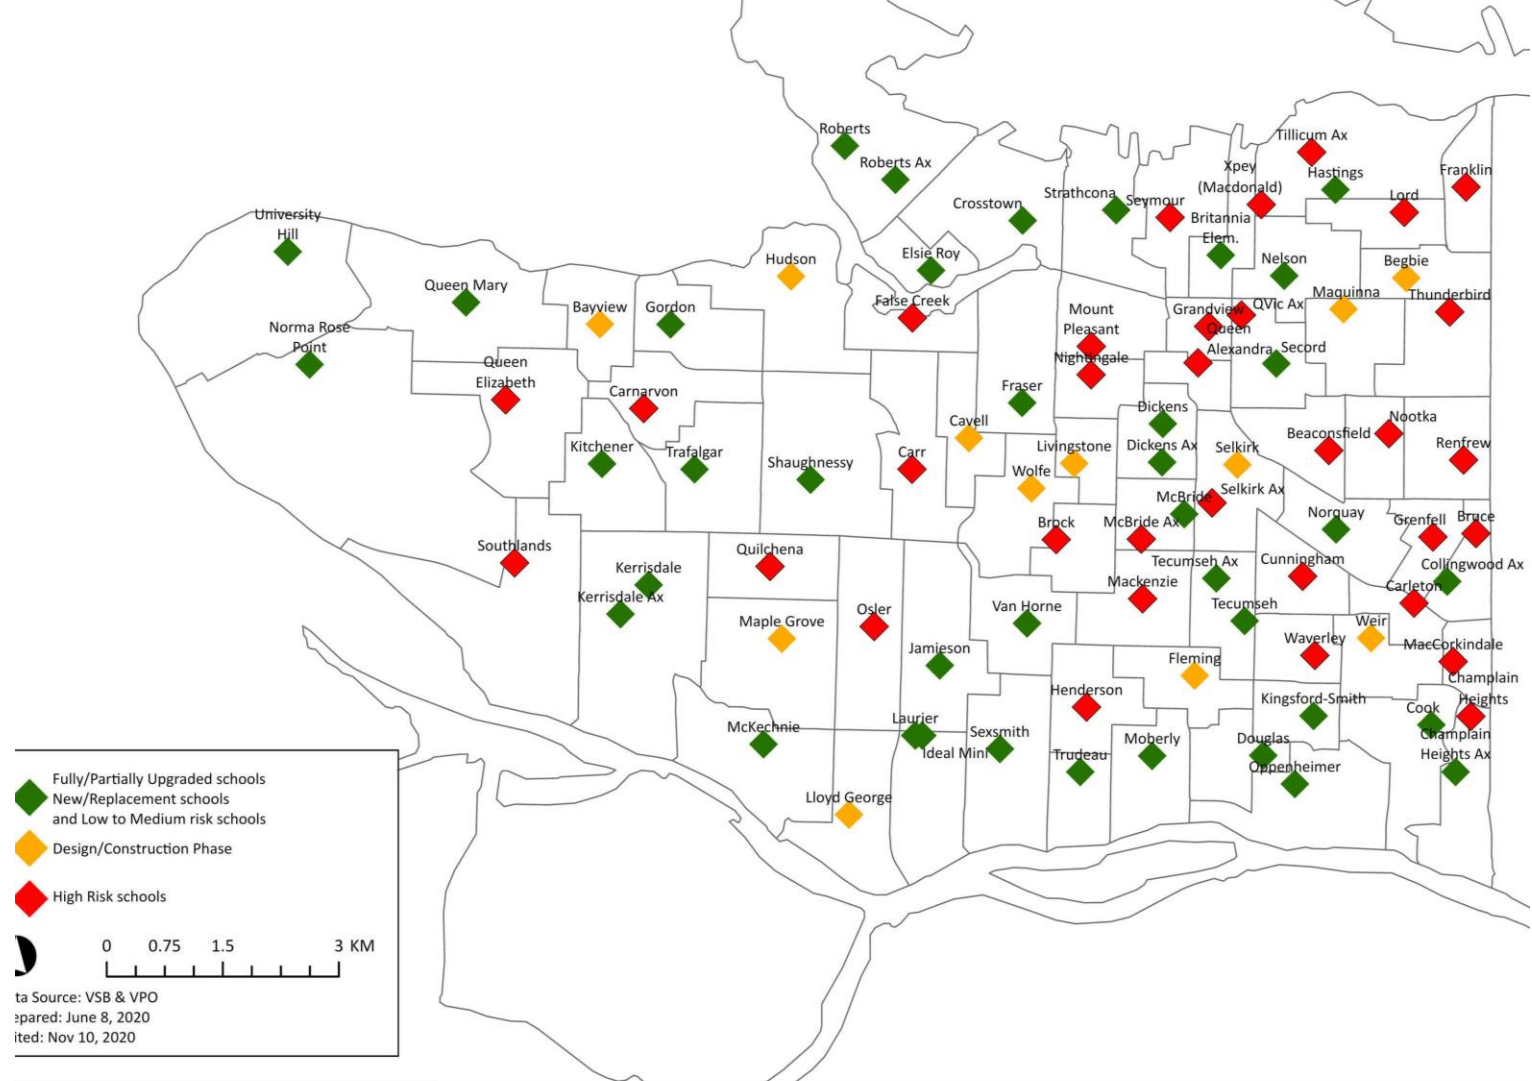 Roberts
Roberts Ax
Tillicum Ax
Hastings
Xpey
(Macdonald)
Franklin
Lord
Strathcona
Seymour
Crosstown
Britannia
Elem.
University
Hill
Elsie Roy
Hudson
Nelson
Begbie
Queen Mary
Bayview
Gordon
False Creek
Maquinna
Thunderbird
QVic Ax
Grandview
Mount
Pleasant
Norma Rose
Point
Queen
Alexandra
Secord
Nightingale
Queen
Elizabeth
Carnarvon
Fraser
Dickens
Cavell
Nootka
Beaconsfield
Renfrew
Kitchener
Trafalgar
Shaughnessy
Carr
Livingstone
Dickens Ax
Selkirk
Wolfe
Selkirk Ax
McBride
Norquay
Grenfell
Bruce
Brock
McBride Ax
Southlands
Quilchena
Kerrisdale
Tecumseh Ax
Cunningham
Collingwood Ax
Kerrisdale Ax
Mackenzie
Carleton
Osler
Van Horne
Tecumseh
Maple Grove
Weir
Waverley
MacCorkindale
Jamieson
Fleming
Champlain
Heights
Henderson
Kingsford-Smith
Cook
McKechnie
Laurier
Ideal Mini
Sexsmith
Moberly
Douglas
Champlain
Heights Ax
Trudeau
Oppenheimer
Lloyd George
Fully/Partially Upgraded schools
New/Replacement schools
and Low to Medium risk schools
Design/Construction Phase
High Risk schools
0 0.75 1.5 3 KM
ta Source: VSB & VPO
epared: June 8, 2020
ited: Nov 10, 2020